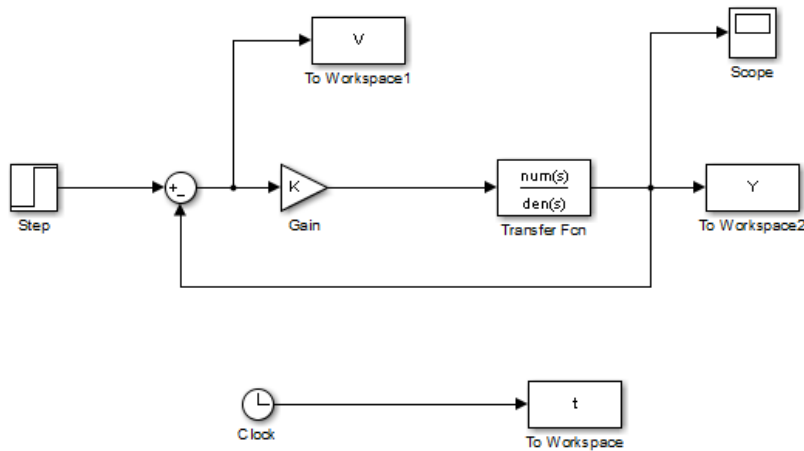 V
To Workspace1
Scope
Step
+
-
K
Gain
num(s)
den(s)
Transfer Fcn
Y
To Workspace2
Clock
t
To Workspace